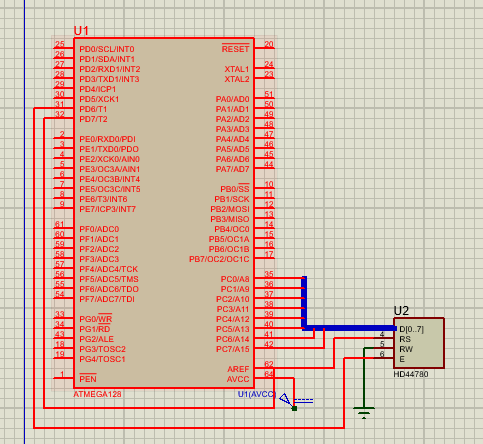 U1
25 PD0/SCL/INT0 RESET 20
26 PD1/SDA/INT1
27 PD2/RXD1/INT2 XTAL1 24
28 PD3/TXD1/INT3 XTAL2 23
29 PD4/ICP1
30 PD5/XCK1 PA0/AD0 51
31 PD6/T1 PA1/AD1 50
32 PD7/T2 PA2/AD2 49
PA3/AD3 48
2 PE0/RXD0/PDI PA4/AD4 47
3 PE1/TXD0/PDO PA5/AD5 46
4 PE2/XCK0/AIN0 PA6/AD6 45
5 PE3/OC3A/AIN1 PA7/AD7 44
6 PE4/OC3B/INT4
7 PE5/OC3C/INT5 PB0/SS 10
8 PE6/T3/INT6 PB1/SCK 11
9 PE7/ICP3/INT7 PB2/MOSI 12
PB3/MISO 13
61 PF0/ADC0 PB4/OC0 14
60 PF1/ADC1 PB5/OC1A 15
59 PF2/ADC2 PB6/OC1B 16
58 PF3/ADC3 PB7/OC2/OC1C 17
57 PF4/ADC4/TCK
56 PF5/ADC5/TMS PC0/A8 35
55 PF6/ADC6/TDO PC1/A9 36
54 PF7/ADC7/TDI PC2/A10 37
PC3/A11 38
33 PG0/WR PC4/A12 39
34 PG1/RD PC5/A13 40
43 PG2/ALE PC6/A14 41
18 PG3/TOSC2 PC7/A15 42
19 PG4/TOSC1
AREF 62
1 PEN AVCC 64
ATMEGA128
U1(AVCC)
U2
D[0..7]
4 RS
5 RW
6 E
HD44780